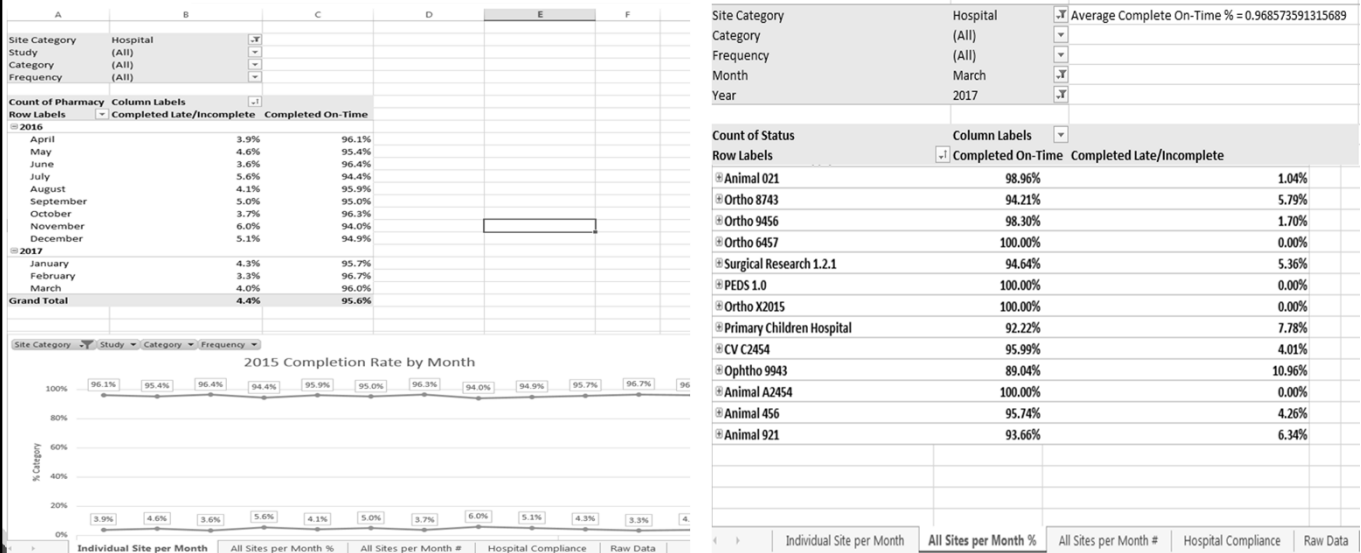 A B C D E F
Site Category Hospital
Study (All)
Category (All)
Frequency (All)
Count of Pharmacy Column Labels
Row Labels Completed Late/Incomplete Completed On-Time
2016
April 3.9% 96.1%
May 4.6% 95.4%
June 3.6% 96.4%
July 5.6% 94.4%
August 4.1% 95.9%
September 5.0% 95.0%
October 3.7% 96.3%
November 6.0% 94.0%
December 5.1% 94.9%
2017
January 4.3% 95.7%
February 3.3% 96.7%
March 4.0% 96.0%
Grand Total 4.4% 95.6%
Site Category Study Category Frequency
2015 Completion Rate by Month
100%
80%
60%
40%
20%
0%
% Category
96.1% 95.4% 96.4% 94.4% 95.9% 95.0% 96.3% 94.0% 94.9% 95.7% 96.7% 96
3.9% 4.6% 3.6% 5.6% 4.1% 5.0% 3.7% 6.0% 5.1% 4.3% 3.3% 4.
Individual Site per Month All Sites per Month % All Sites per Month # Hospital Compliance Raw Data
Site Category Hospital Average Complete On-Time % = 0.968573591315689
Category (All)
Frequency (All)
Month March
Year 2017
Count of Status Column Labels
Row Labels Completed On-Time Completed Late/Incomplete
Animal 021 98.96% 1.04%
Ortho 8743 94.21% 5.79%
Ortho 9456 98.30% 1.70%
Ortho 6457 100.00% 0.00%
Surgical Research 1.2.1 94.64% 5.36%
PEDS 1.0 100.00% 0.00%
Ortho X2015 100.00% 0.00%
Primary Children Hospital 92.22% 7.78%
CV C2454 95.99% 4.01%
Ophtho 9943 89.04% 10.96%
Animal A2454 100.00% 0.00%
Animal 456 95.74% 4.26%
Animal 921 93.66% 6.34%
Individual Site per Month All Sites per Month % All Sites per Month # Hospital Compliance Raw Data